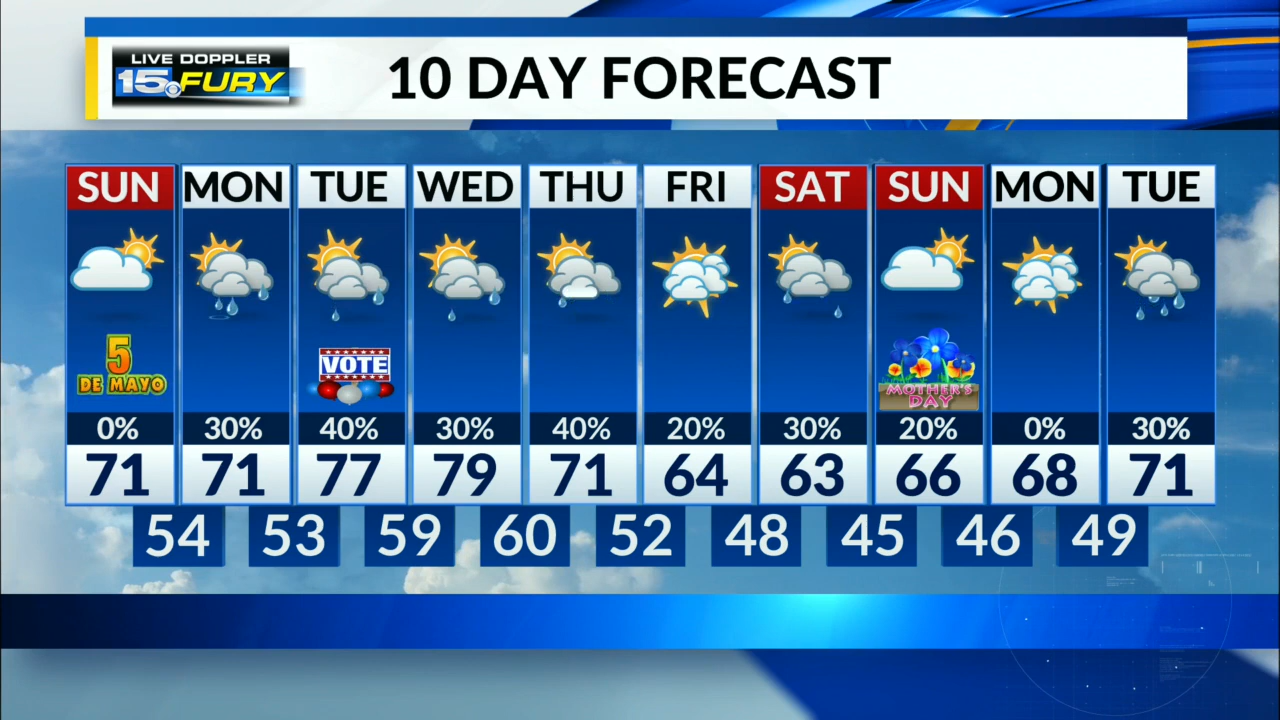 LIVE DOPPLER
15 FURY
10 DAY FORECAST
SUN MON TUE WED THU FRI SAT SUN MON TUE
5
DE MAYO
VOTE
MOTHER'S
DAY
0% 30% 40% 30% 40% 20% 30% 20% 0% 30%
71 71 77 79 71 64 63 66 68 71
54 53 59 60 52 48 45 46 49